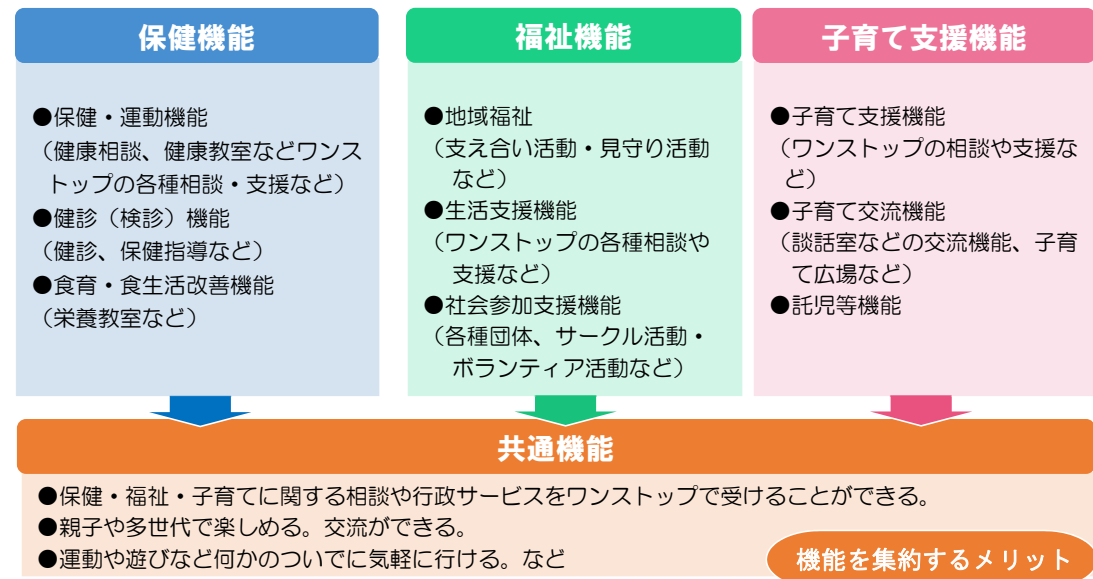 保健機能
●保健・運動機能
（健康相談、健康教室などワンス
トップの各種相談・支援など）
●健診（検診）機能
（健診、保健指導など）
●食育・食生活改善機能
（栄養教室など）
福祉機能
●地域福祉
（支え合い活動・見守り活動
など）
●生活支援機能
（ワンストップの各種相談や
支援など）
●社会参加支援機能
（各種団体、サークル活動・
ボランティア活動など）
子育て支援機能
●子育て支援機能
（ワンストップの相談や支援な
ど）
●子育て交流機能
（談話室などの交流機能、子育
て広場など）
●託児等機能
共通機能
●保健・福祉・子育てに関する相談や行政サービスをワンストップで受けることができる。
●親子や多世代で楽しめる。交流ができる。
●運動や遊びなど何かのついでに気軽に行ける。など
機能を集約するメリット